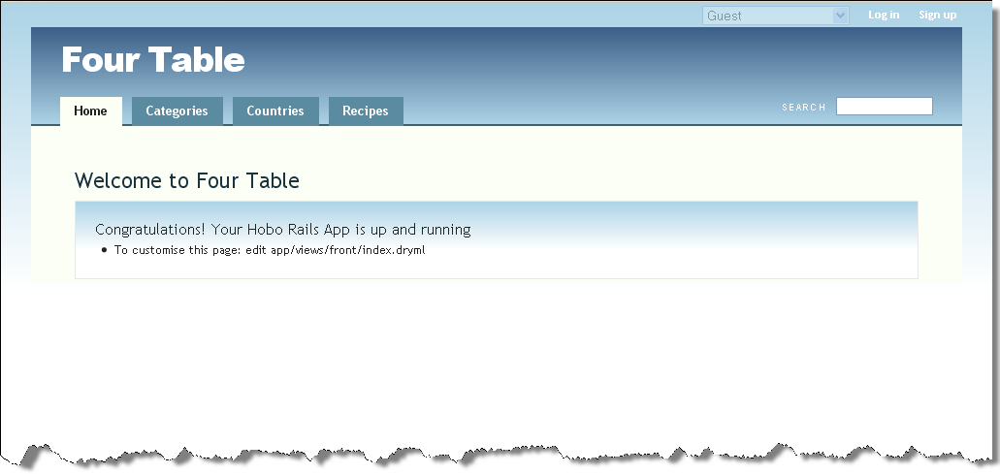 Guest Log in Sign up
Four Table
Home Categories Countries Recipes SEARCH
Welcome to Four Table
Congratulations! Your Hobo Rails App is up and running
• To customise this page: edit app/views/front/index.dryml